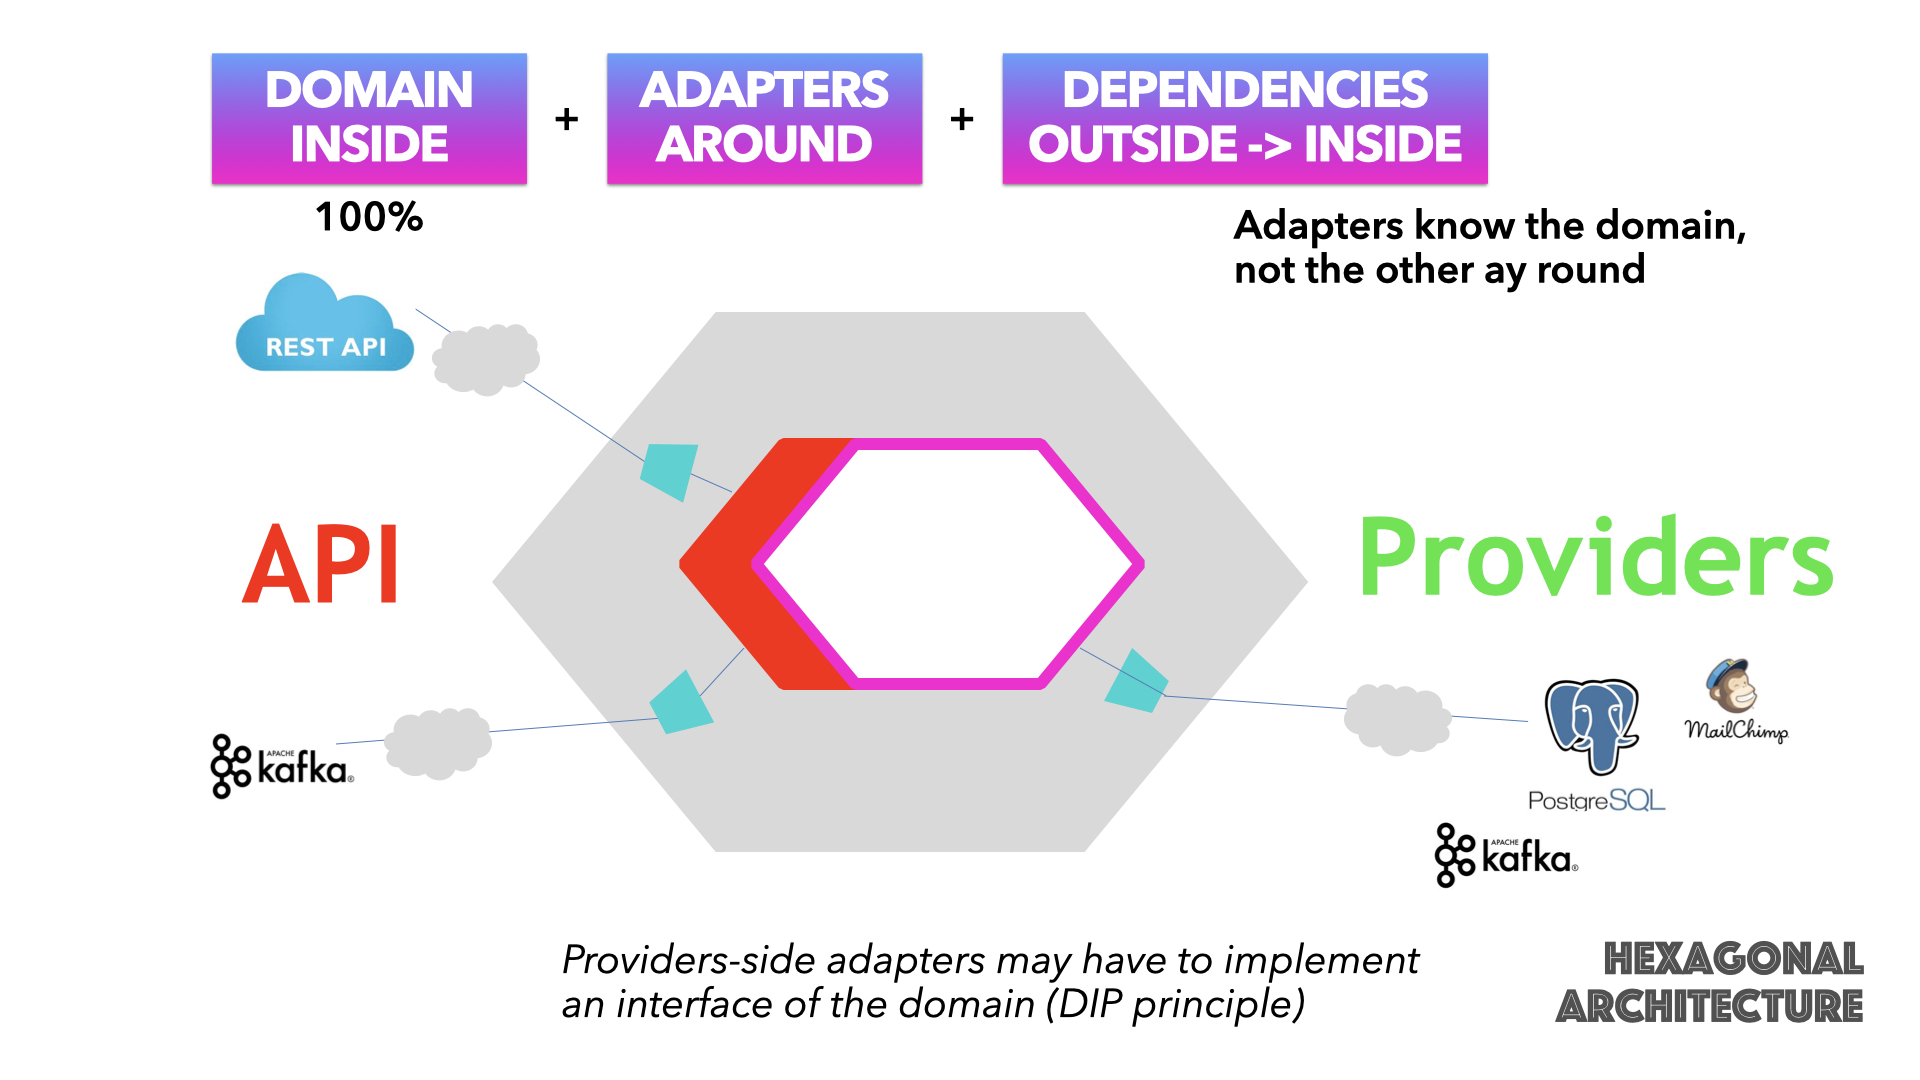 DOMAIN
INSIDE
+
ADAPTERS
AROUND
+
DEPENDENCIES
OUTSIDE -> INSIDE
100%
Adapters know the domain,
not the other ay round
REST API
API
Providers
APACHE
kafka®
MailChimp
PostgreSQL
APACHE
kafka®
Providers-side adapters may have to implement
an interface of the domain (DIP principle)
HEXAGONAL
ARCHITECTURE